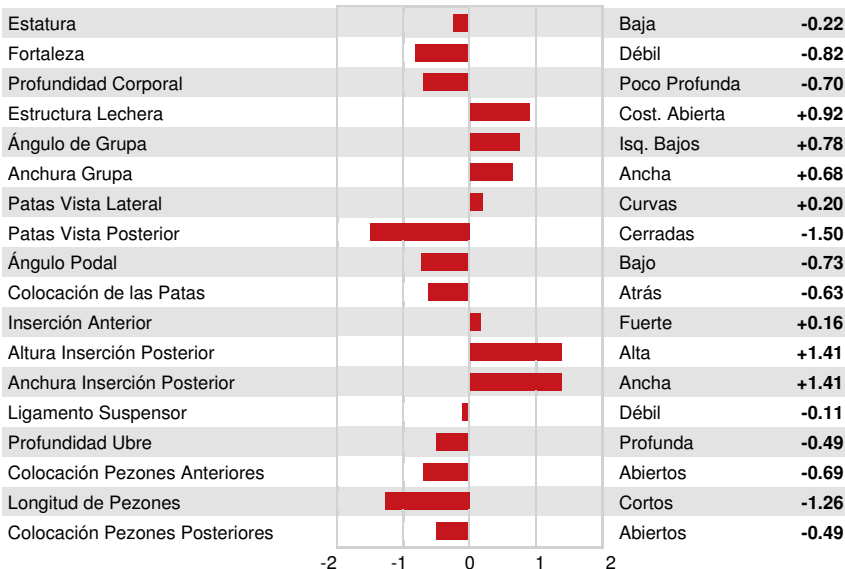 Estatura Baja -0.22
Fortaleza Débil -0.82
Profundidad Corporal Poco Profunda -0.70
Estructura Lechera Cost. Abierta +0.92
Ángulo de Grupa Isq. Bajos +0.78
Anchura Grupa Ancha +0.68
Patas Vista Lateral Curvas +0.20
Patas Vista Posterior Cerradas -1.50
Ángulo Podal Bajo -0.73
Colocación de las Patas Atrás -0.63
Inserción Anterior Fuerte +0.16
Altura Inserción Posterior Alta +1.41
Anchura Inserción Posterior Ancha +1.41
Ligamento Suspensor Débil -0.11
Profundidad Ubre Profunda -0.49
Colocación Pezones Anteriores Abiertos -0.69
Longitud de Pezones Cortos -1.26
Colocación Pezones Posteriores Abiertos -0.49
-2 -1 0 1 2